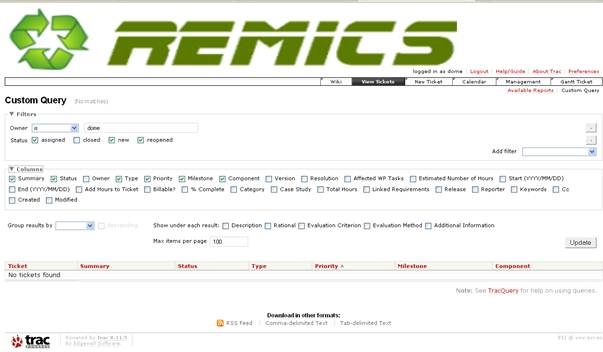 REMICS
logged in as dome Logout Help/Guide About Trac Preferences
Wiki View Tickets New Ticket Calendar Management Gantt Ticket
Available Reports Custom Query
Custom Query (No matches)
Filters
Owner is dome -
Status assigned closed new reopened -
Add filter
Columns
Summary Status Owner Type Priority Milestone Component Version Resolution Affected WP Tasks Estimated Number of Hours Start (YYYY/MM/DD)
End (YYYY/MM/DD) Add Hours to Ticket Billable? % Complete Category Case Study Total Hours Linked Requirements Release Reporter Keywords Cc
Created Modified
Group results by Descending Show under each result: Description Rational Evaluation Criterion Evaluation Method Additional Information
Max items per page 100 Update
Ticket Summary Status Type Priority Milestone Component
No tickets found
Note: See TracQuery for help on using queries.
Download in other formats:
RSS Feed Comma-delimited Text Tab-delimited Text
trac Powered by Trac 0.11.5
By Edgewall Software.